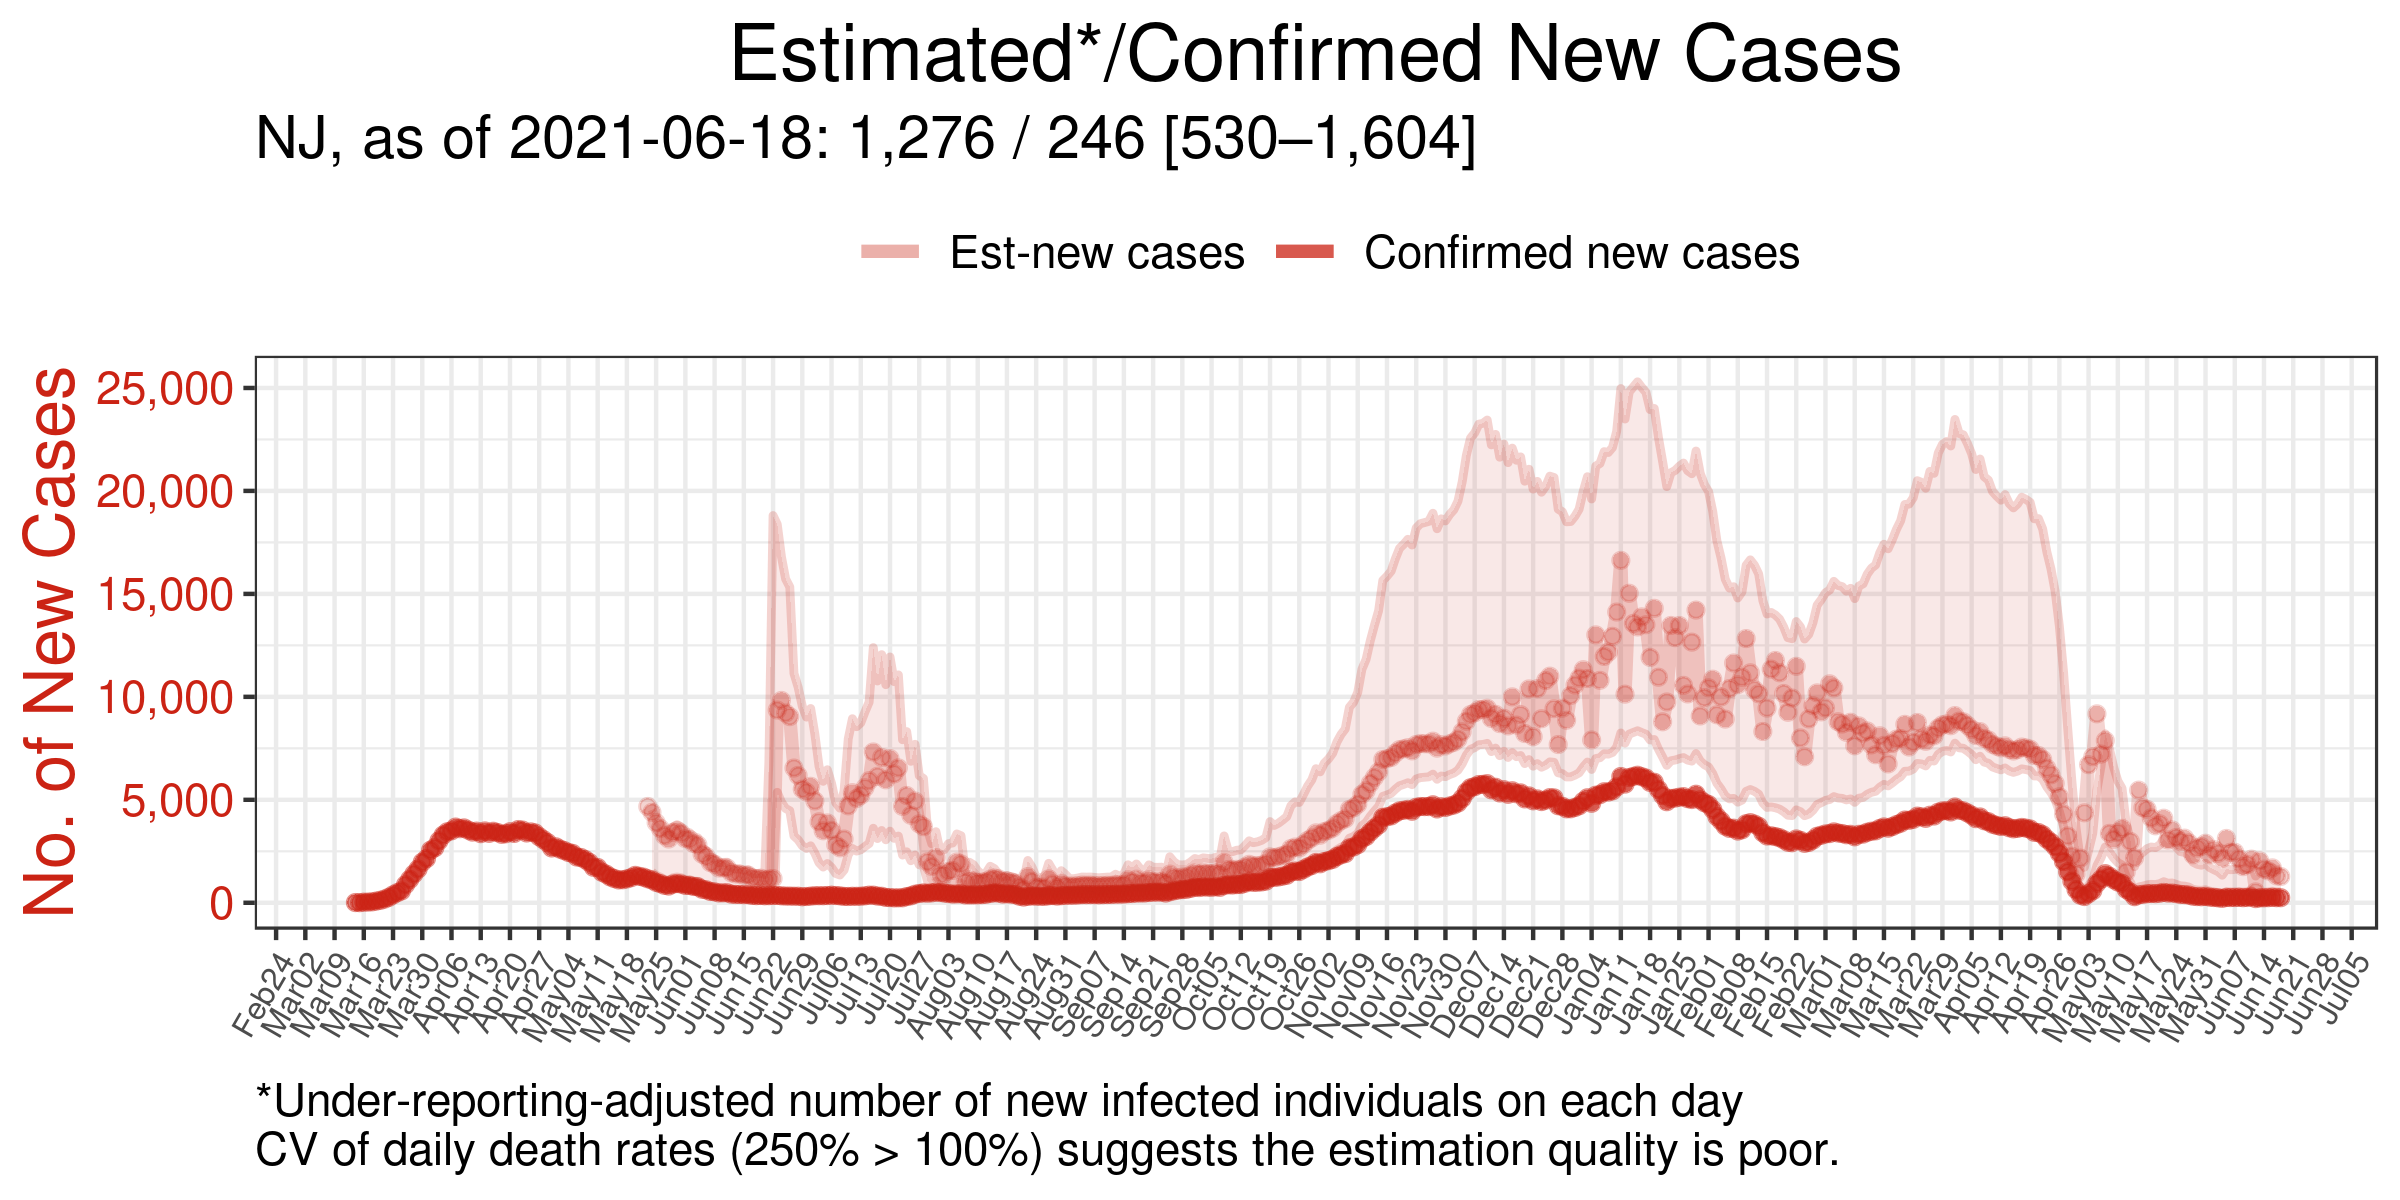 Estimated*/Confirmed New Cases
NJ, as of 2021-06-18: 1,276 / 246 [530–1,604]
Est-new cases
Confirmed new cases
No. of New Cases
25,000
20,000
15,000
10,000
5,000
0
Feb24
Mar02
Mar09
Mar16
Mar23
Mar30
Apr06
Apr13
Apr20
Apr27
May04
May11
May18
May25
Jun01
Jun08
Jun15
Jun22
Jun29
Jul06
Jul13
Jul20
Jul27
Aug03
Aug10
Aug17
Aug24
Aug31
Sep07
Sep14
Sep21
Sep28
Oct05
Oct12
Oct19
Oct26
Nov02
Nov09
Nov16
Nov23
Nov30
Dec07
Dec14
Dec21
Dec28
Jan04
Jan11
Jan18
Jan25
Feb01
Feb08
Feb15
Feb22
Mar01
Mar08
Mar15
Mar22
Mar29
Apr05
Apr12
Apr19
Apr26
May03
May10
May17
May24
May31
Jun07
Jun14
Jun21
Jun28
Jul05
*Under-reporting-adjusted number of new infected individuals on each day
CV of daily death rates (250% > 100%) suggests the estimation quality is poor.